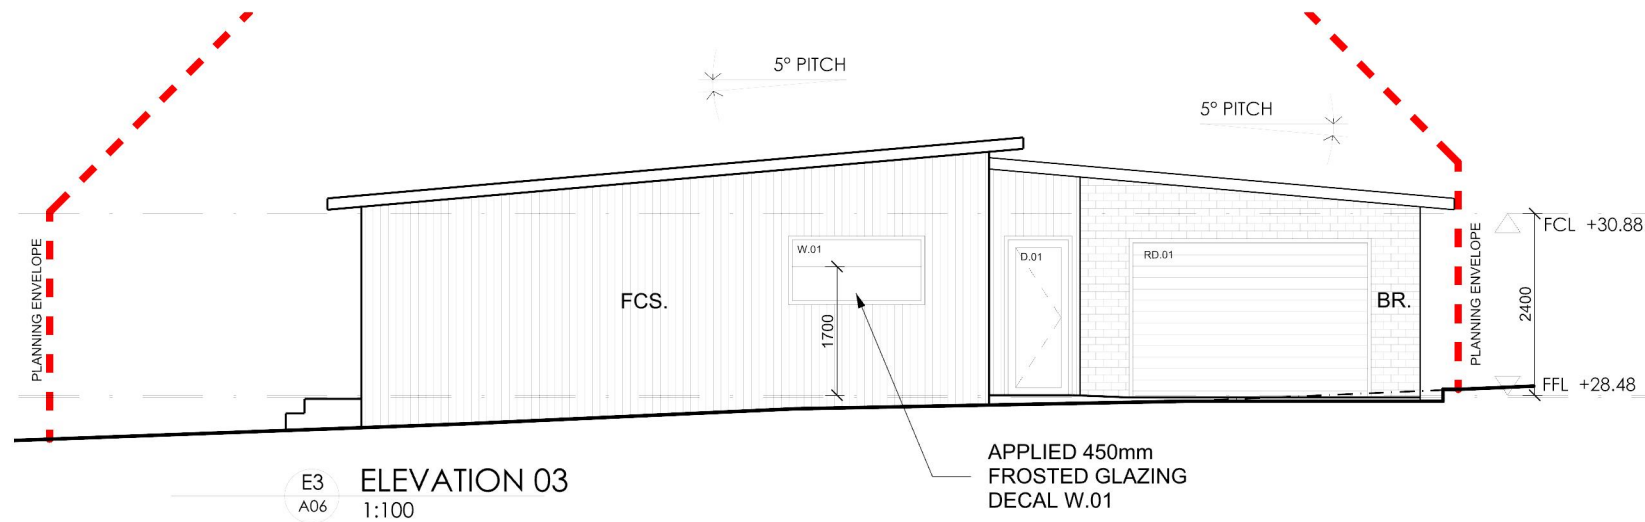 5° PITCH
5° PITCH
PLANNING ENVELOPE
W.01
FCS.
1700
D.01
RD.01
BR.
PLANNING ENVELOPE
FCL +30.88
2400
FFL +28.48
E3
A06
ELEVATION 03
1:100
APPLIED 450mm
FROSTED GLAZING
DECAL W.01